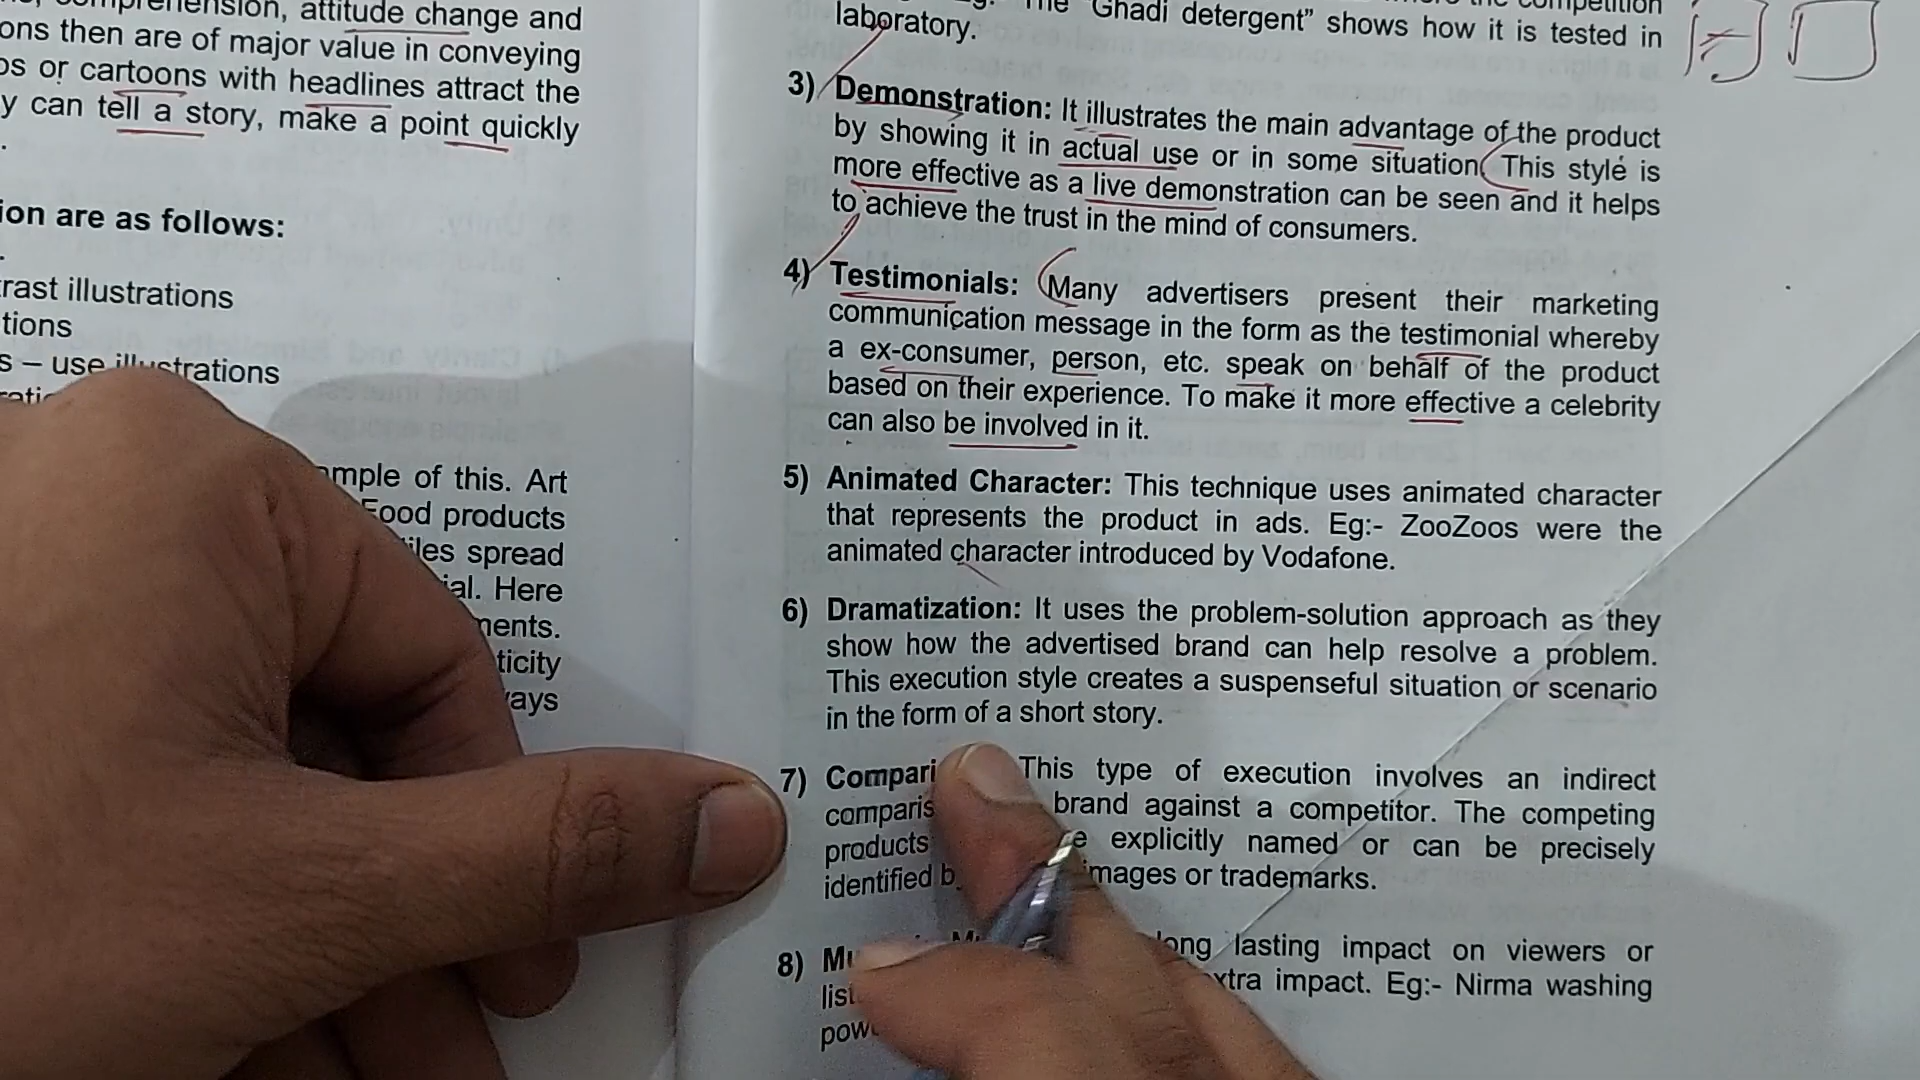 comprehension, attitude change and
ons then are of major value in conveying
os or cartoons with headlines attract the
y can tell a story, make a point quickly
.
ion are as follows:
rast illustrations
tions
s – use illustrations
mple of this. Art
Food products
iles spread
ial. Here
ments.
ticity
ways
the competition
The "Ghadi detergent" shows how it is tested in
laboratory.
3) Demonstration: It illustrates the main advantage of the product
by showing it in actual use or in some situation. This style is
more effective as a live demonstration can be seen and it helps
to achieve the trust in the mind of consumers.
4) Testimonials: Many advertisers present their marketing
communication message in the form as the testimonial whereby
a ex-consumer, person, etc. speak on behalf of the product
based on their experience. To make it more effective a celebrity
can also be involved in it.
5) Animated Character: This technique uses animated character
that represents the product in ads. Eg:- ZooZoos were the
animated character introduced by Vodafone.
6) Dramatization: It uses the problem-solution approach as they
show how the advertised brand can help resolve a problem.
This execution style creates a suspenseful situation or scenario
in the form of a short story.
7) Compari This type of execution involves an indirect
comparis brand against a competitor. The competing
products explicitly named or can be precisely
identified b images or trademarks.
8) Mu long lasting impact on viewers or
list xtra impact. Eg:- Nirma washing
pow